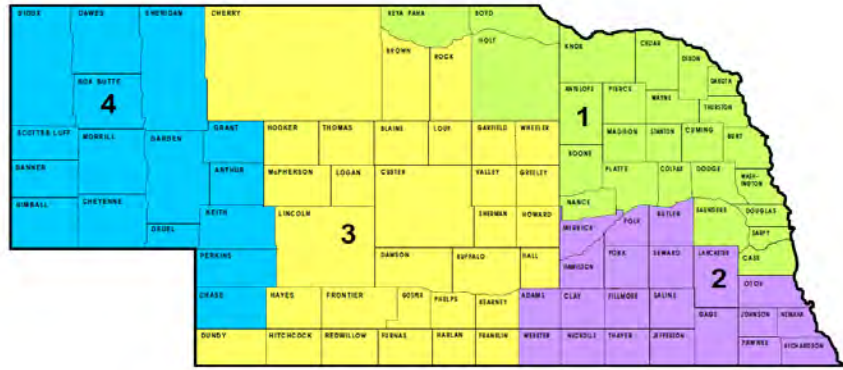 SIOUX DAWES SHERIDAN CHERRY KEYA PAHA BOYD
KNOX CEDAR
HOLT
BROWN ROCK DIXON
DAKOTA
BOX BUTTE ANTELOPE PIERCE
4 WAYNE
1 THURSTON
SCOTTS BLUFF MORRILL GARDEN GRANT HOOKER THOMAS BLAINE LOUP GARFIELD WHEELER MADISON STANTON CUMING BURT
BANNER ARTHUR McPHERSON LOGAN CUSTER VALLEY GREELEY BOONE PLATTE COLFAX DODGE WASH-
INGTON
KIMBALL CHEYENNE KEITH LINCOLN SHERMAN HOWARD NANCE SAUNDERS DOUGLAS
DEUEL MERRICK POLK BUTLER SARPY
3
PERKINS DAWSON BUFFALO HALL HAMILTON YORK SEWARD LANCASTER CASS
2 OTOE
CHASE HAYES FRONTIER GOSPER PHELPS KEARNEY ADAMS CLAY FILLMORE SALINE GAGE JOHNSON NEMAHA
DUNDY HITCHCOCK REDWILLOW FURNAS HARLAN FRANKLIN WEBSTER NUCKOLLS THAYER JEFFERSON PAWNEE RICHARDSON